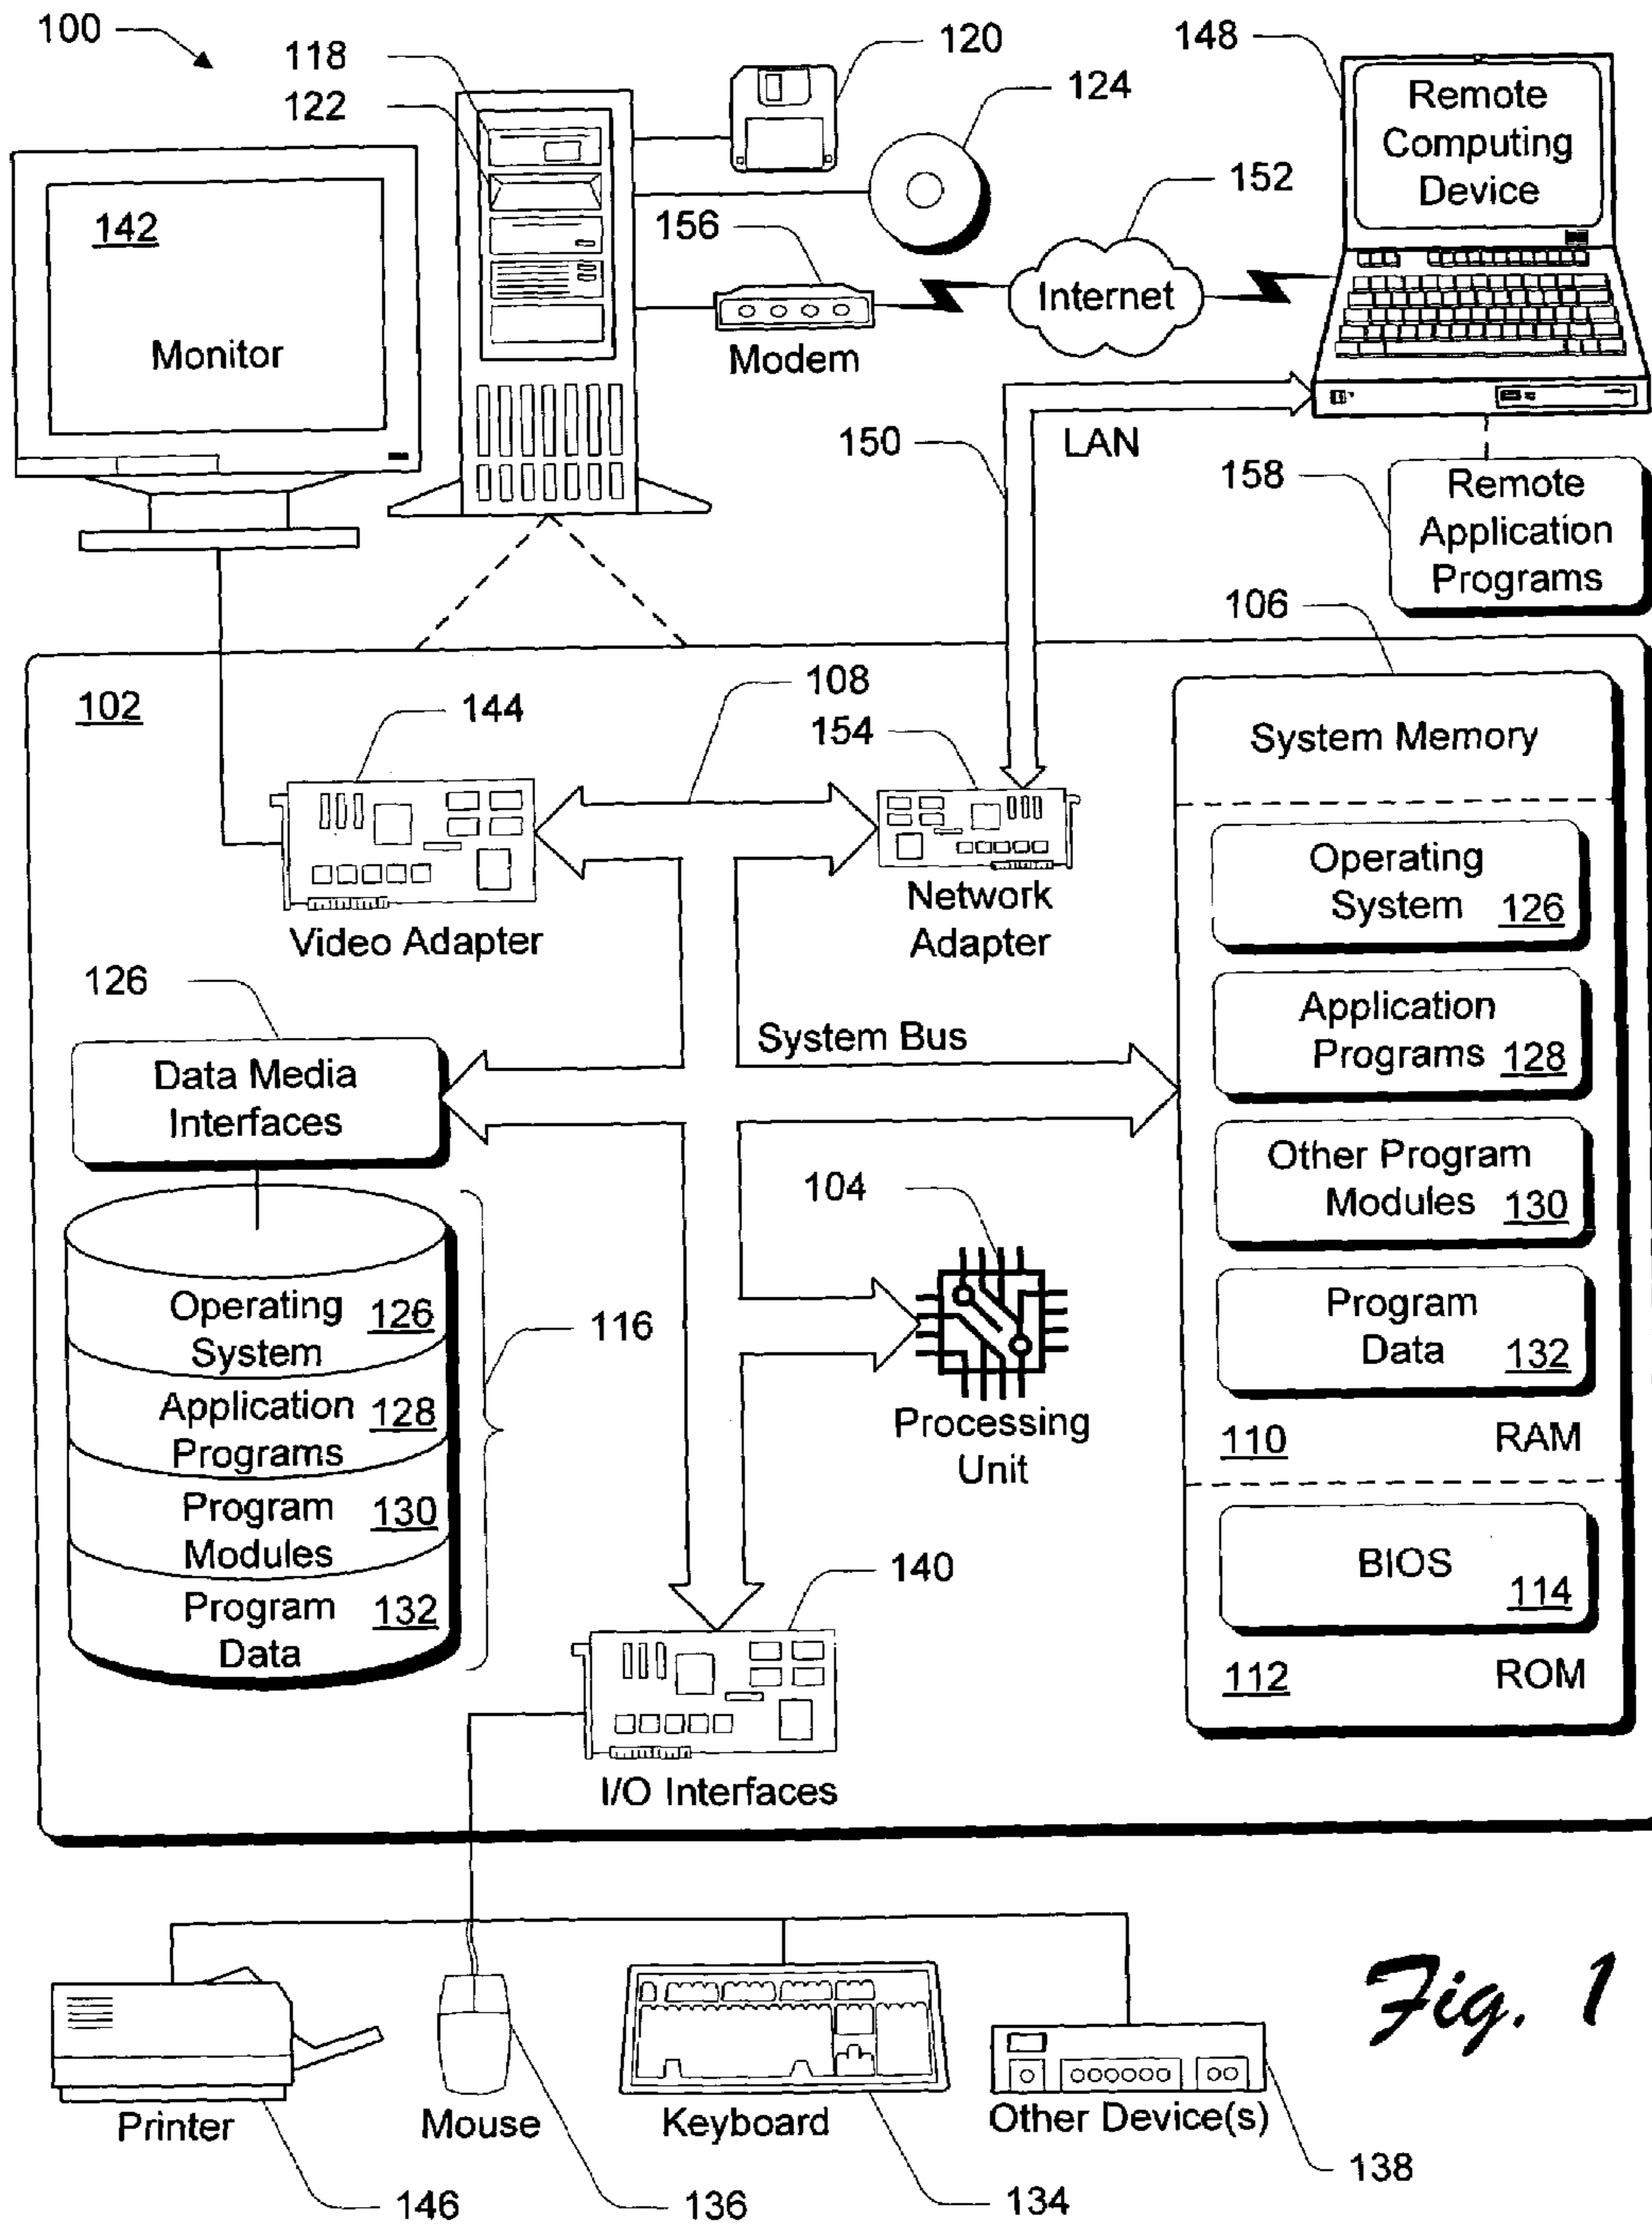 100
118
122
120
124
148
Remote
Computing
Device
142
Monitor
156
Modem
152
Internet
150
LAN
158
Remote
Application
Programs
106
102
144
108
154
Video Adapter
Network
Adapter
System Memory
Operating
System 126
Application
Programs 128
Other Program
Modules 130
Program
Data 132
110 RAM
BIOS
114
112 ROM
126
Data Media
Interfaces
System Bus
104
Processing
Unit
Operating
System 126
Application
Programs 128
Program
Modules 130
Program
Data 132
116
140
I/O Interfaces
Printer
146
Mouse
136
Keyboard
134
Other Device(s)
138
Fig. 1